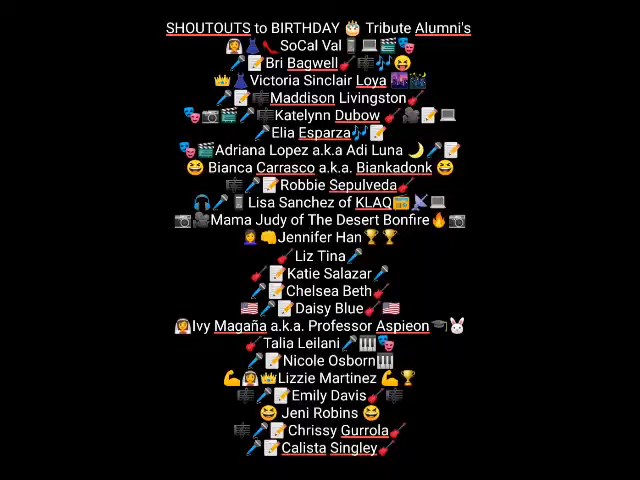 SHOUTOUTS to BIRTHDAY 🎂 Tribute Alumni's
👰👗👠SoCal Val📱💻🎬🎭
🎤📝Bri Bagwell🎸🎼🎶😝
👑👗Victoria Sinclair Loya 🌆🌃
🎤📝🎼Maddison Livingston🎸
🎭📷🎬🎤🎼Katelynn Dubow 🎸🎥📝💻
🎤Elia Esparza🎶📝
🎭🎬Adriana Lopez a.k.a Adi Luna 🌙🎤📝
😆 Bianca Carrasco a.k.a. Biankadonk 😆
🎼🎤📝Robbie Sepulveda🎸
🎧🎤📱Lisa Sanchez of KLAQ📻📡💻
📷🎥Mama Judy of The Desert Bonfire🔥📷
🤦‍♀️👊Jennifer Han🏆🏆
🎸Liz Tina🎤
🎸📝Katie Salazar🎤
🎤📝Chelsea Beth🎸
🇺🇸🎤📝Daisy Blue🎸🇺🇸
👰Ivy Magaña a.k.a. Professor Aspieon🎓🐰
🎸Talia Leilani🎤🎹🎭
🎤📝Nicole Osborn🎹
💪👰👑Lizzie Martinez 💪🏆
🎼🎤📝Emily Davis🎸🎼
😆 Jeni Robins 😆
🎼🎤📝Chrissy Gurrola🎸
🎤📝Calista Singley🎸